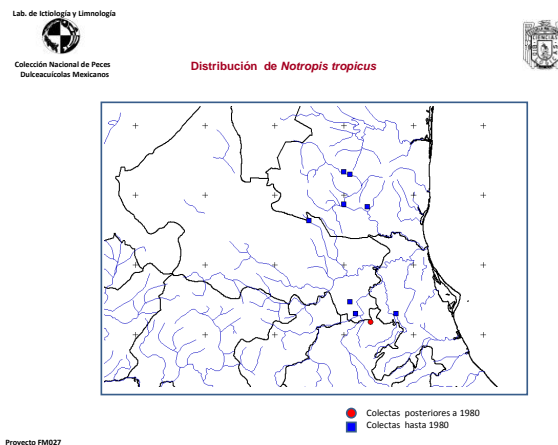 Lab. de Ictiología y Limnología
Colección Nacional de Peces
Dulceacuícolas Mexicanos
Distribución de Notropis tropicus
Colectas posteriores a 1980
Colectas hasta 1980
Proyecto FM027